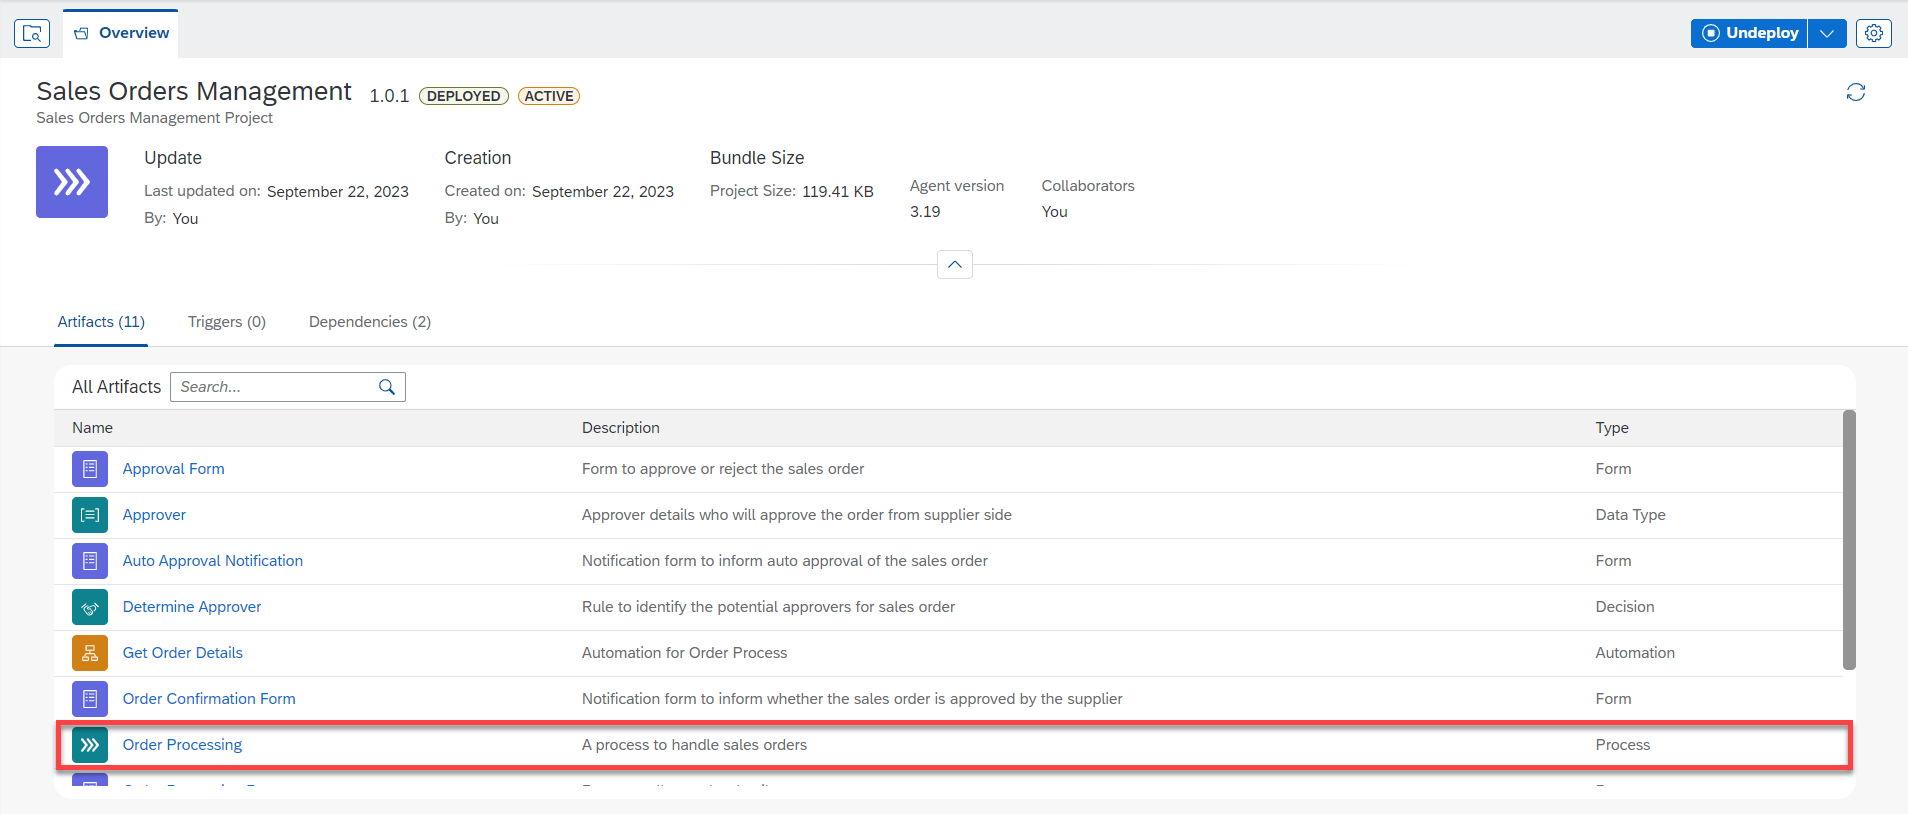 Overview
Undeploy
Sales Orders Management 1.0.1 DEPLOYED ACTIVE
Sales Orders Management Project
Update Creation Bundle Size
Agent version Collaborators
Last updated on: September 22, 2023 Created on: September 22, 2023 Project Size: 119.41 KB
3.19 You
By: You By: You
Artifacts (11) Triggers (0) Dependencies (2)
All Artifacts Search...
Name Description Type
Approval Form Form to approve or reject the sales order Form
Approver Approver details who will approve the order from supplier side Data Type
Auto Approval Notification Notification form to inform auto approval of the sales order Form
Determine Approver Rule to identify the potential approvers for sales order Decision
Get Order Details Automation for Order Process Automation
Order Confirmation Form Notification form to inform whether the sales order is approved by the supplier Form
Order Processing A process to handle sales orders Process